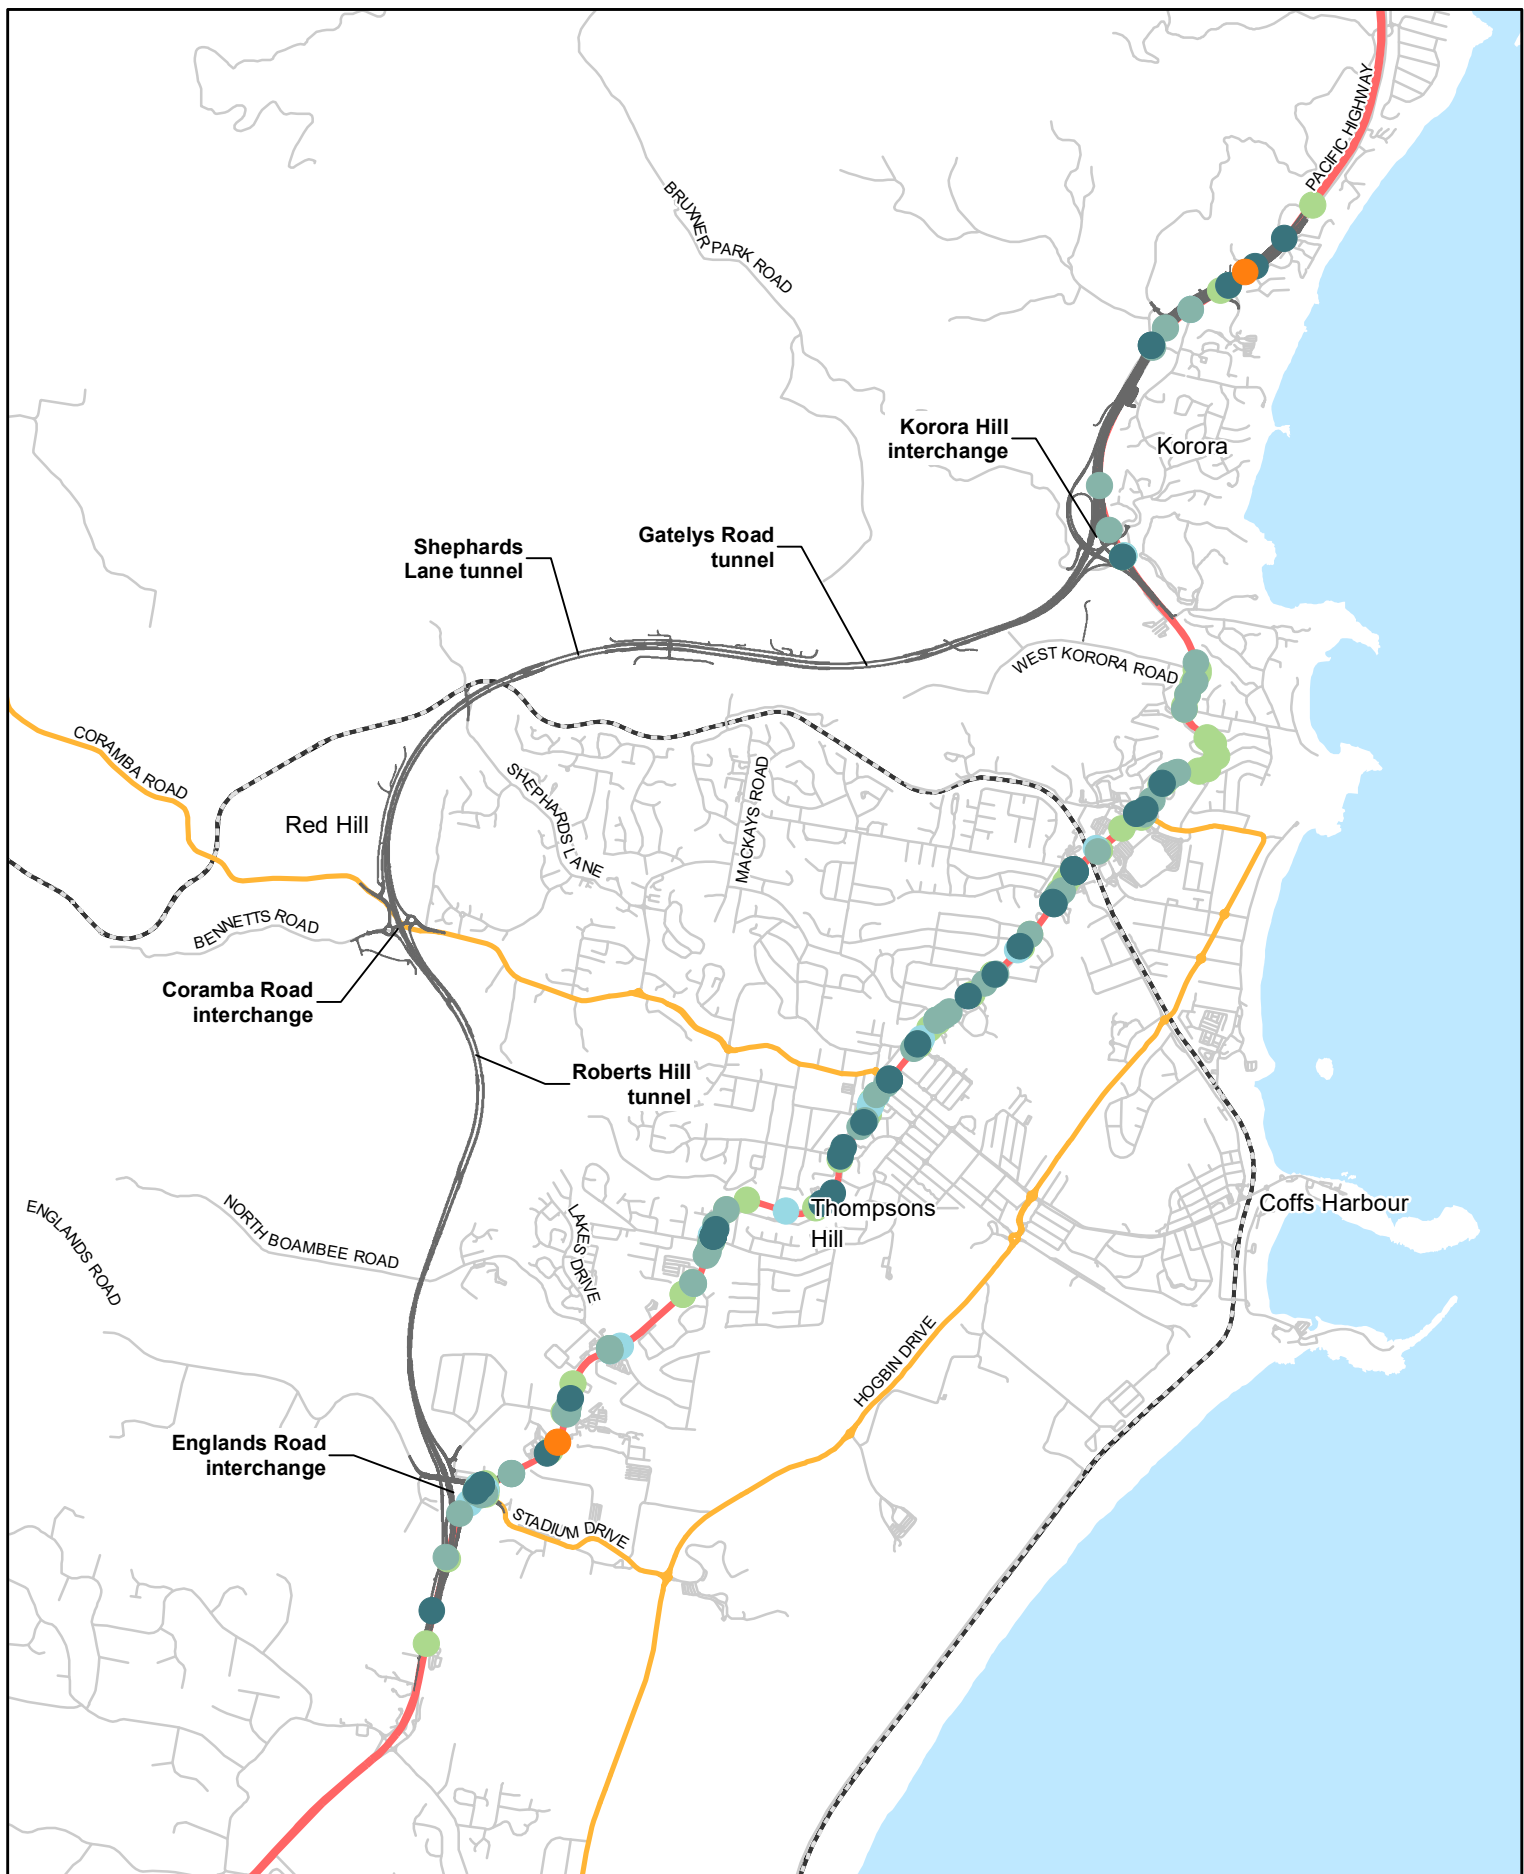 PACIFIC HIGHWAY
BRUXNER PARK ROAD
Korora Hill
interchange
Korora
Gatelys Road
tunnel
Shephards
Lane tunnel
WEST KORORA ROAD
CORAMBA ROAD
SHEPHARDS LANE
MACKAYS ROAD
Red Hill
BENNETTS ROAD
Coramba Road
interchange
Roberts Hill
tunnel
ENGLANDS ROAD
NORTH BOAMBEE ROAD
LAKES DRIVE
Thompsons
Hill
Coffs Harbour
HOGBIN DRIVE
Englands Road
interchange
STADIUM DRIVE